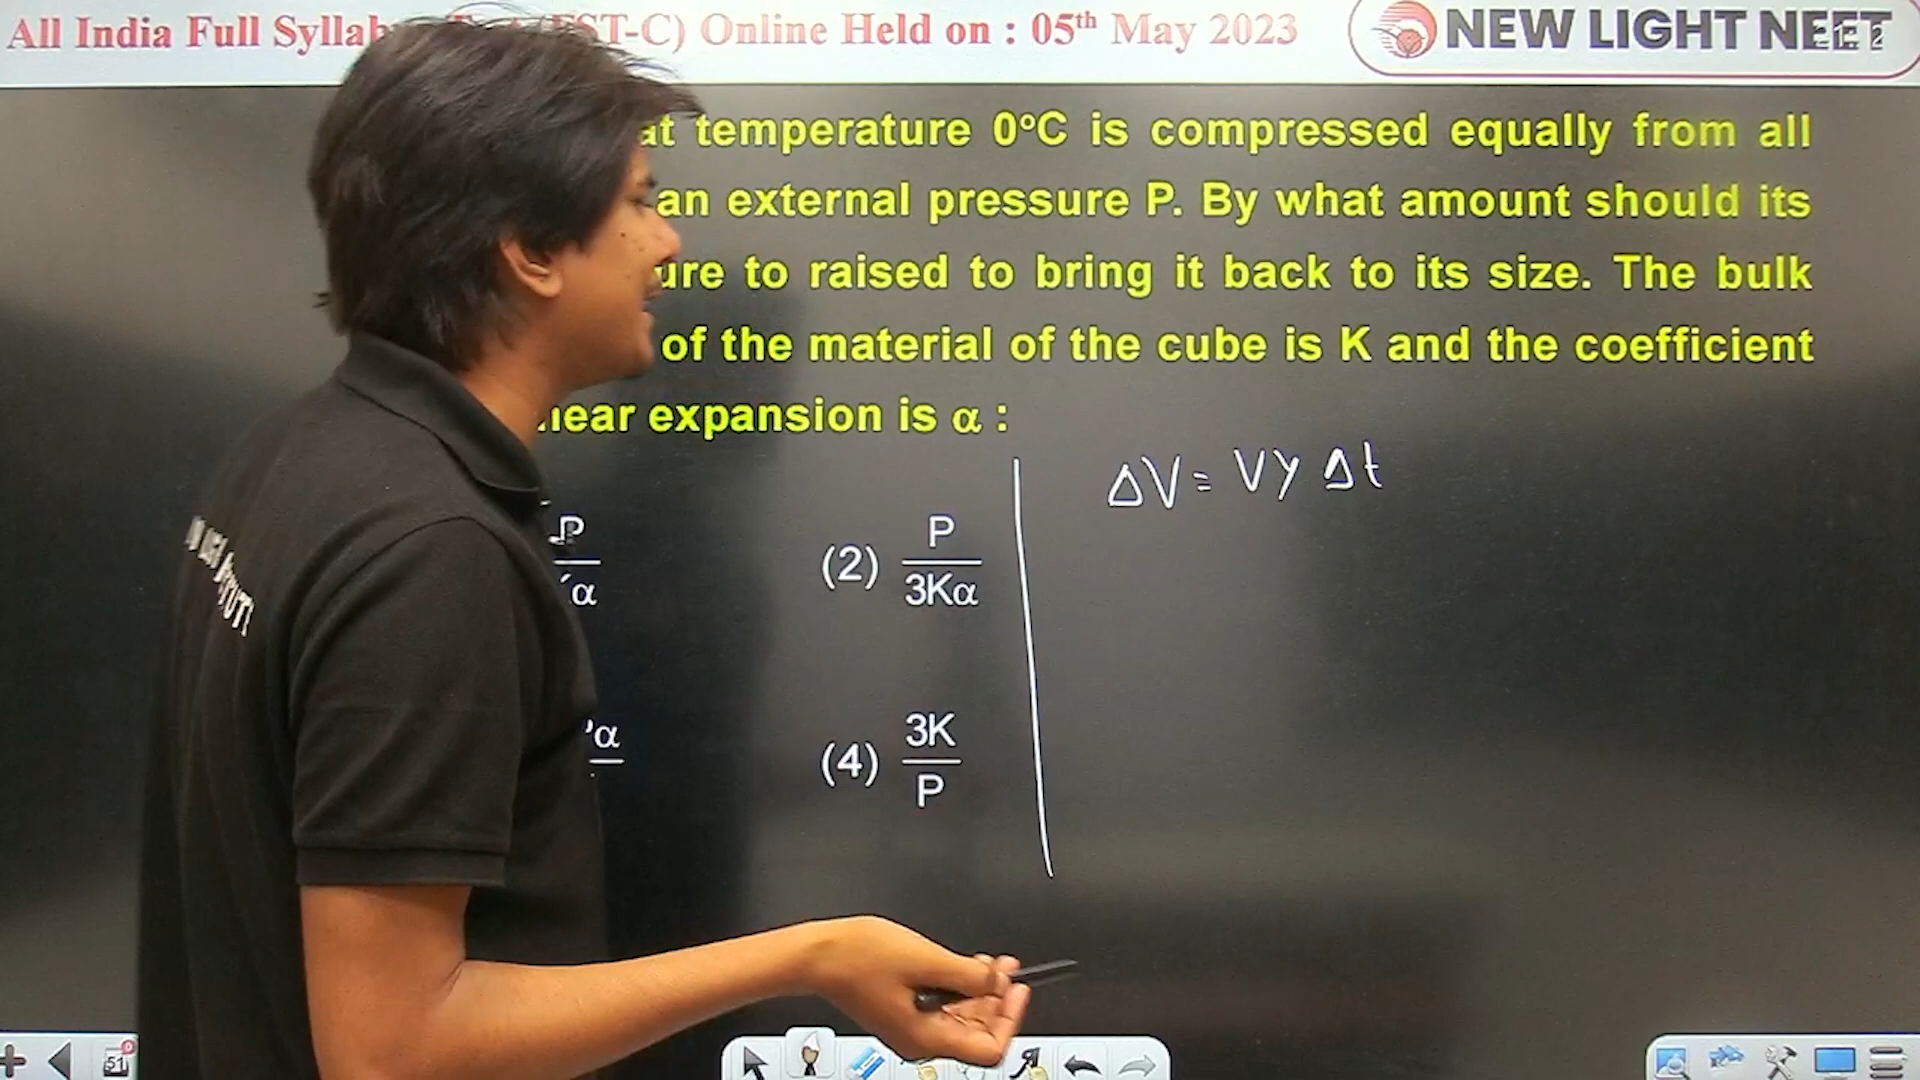 All India Full (FST-C) Online Held on : 05th May 2023
NEW LIGHT NEET
at temperature 0°C is compressed equally from all
an external pressure P. By what amount should its
to raised to bring it back to its size. The bulk
of the material of the cube is K and the coefficient
expansion is α :
ΔV = Vγ Δt
P
α
(2) P
3Kα
α
(4) 3K
P
51